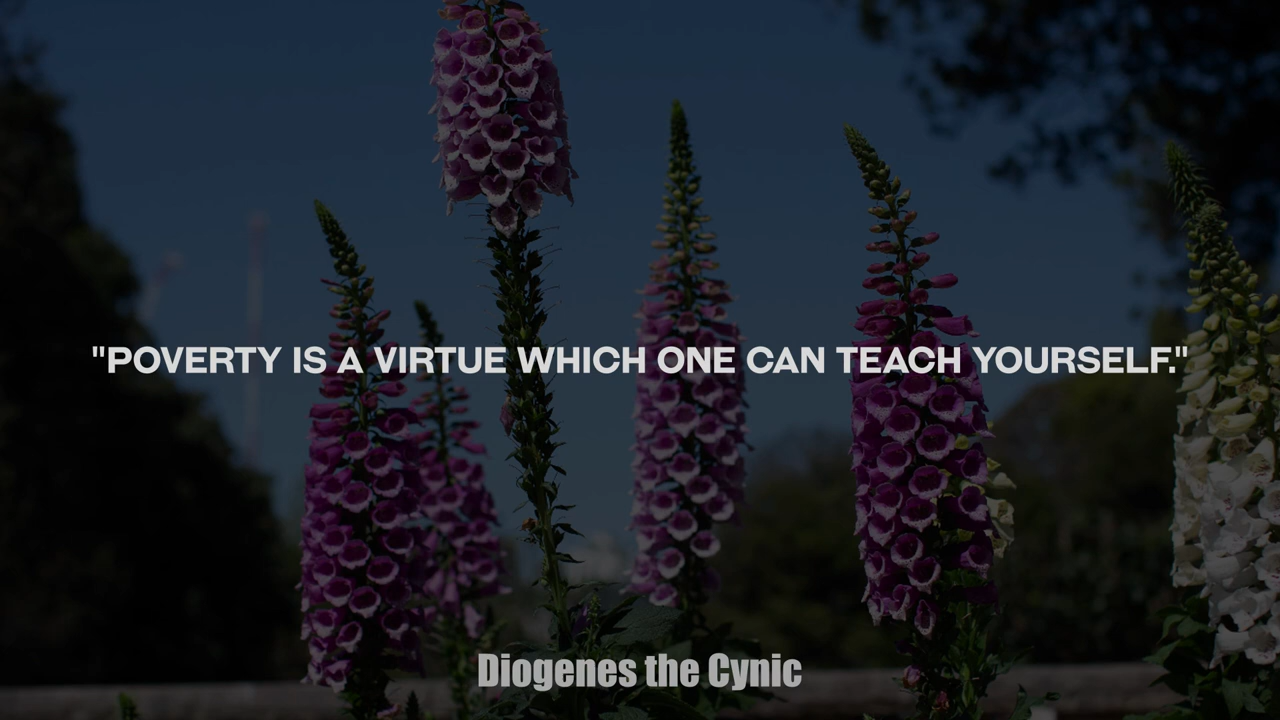 "POVERTY IS A VIRTUE WHICH ONE CAN TEACH YOURSELF."
Diogenes the Cynic